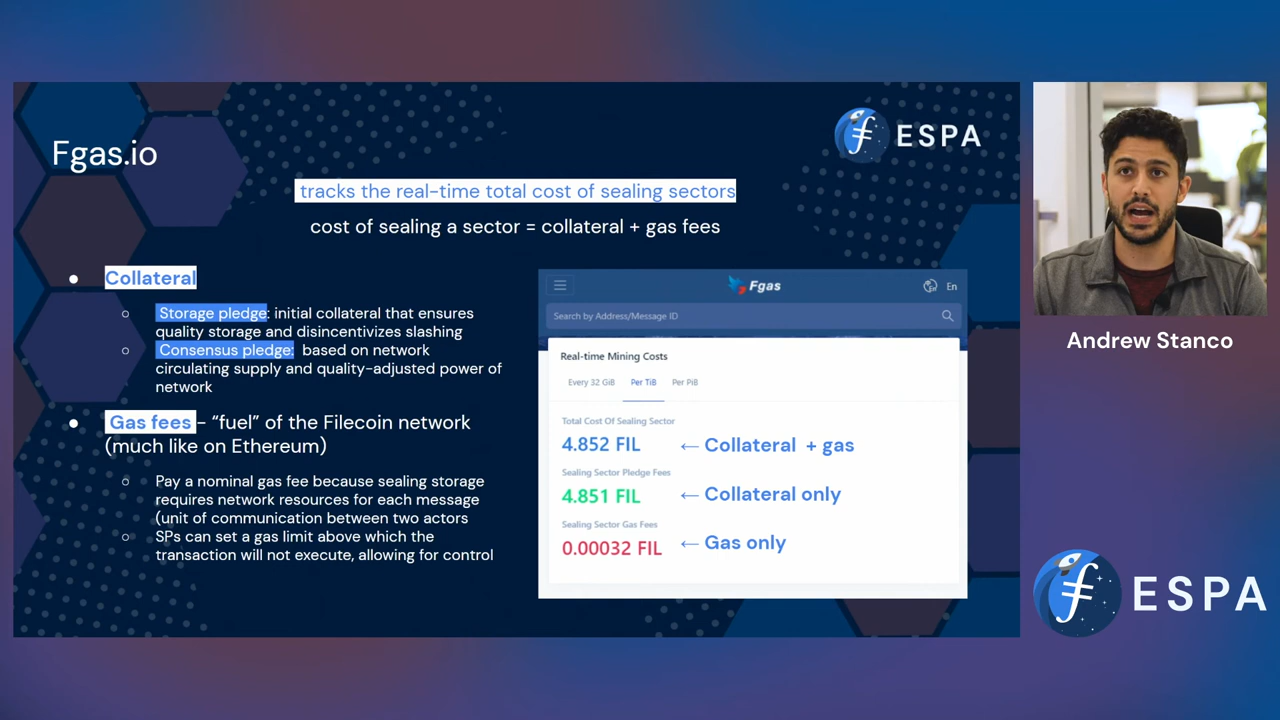 Fgas.io
ESPA
tracks the real-time total cost of sealing sectors
cost of sealing a sector = collateral + gas fees
● Collateral
○ Storage pledge: initial collateral that ensures
quality storage and disincentivizes slashing
○ Consensus pledge: based on network
circulating supply and quality-adjusted power of
network
● Gas fees – “fuel” of the Filecoin network
(much like on Ethereum)
○ Pay a nominal gas fee because sealing storage
requires network resources for each message
(unit of communication between two actors
○ SPs can set a gas limit above which the
transaction will not execute, allowing for control
Fgas
En
Search by Address/Message ID
Real-time Mining Costs
Every 32 GiB Per TiB Per PiB
Total Cost Of Sealing Sector
4.852 FIL ← Collateral + gas
Sealing Sector Pledge Fees
4.851 FIL ← Collateral only
Sealing Sector Gas Fees
0.00032 FIL ← Gas only
Andrew Stanco
ESPA